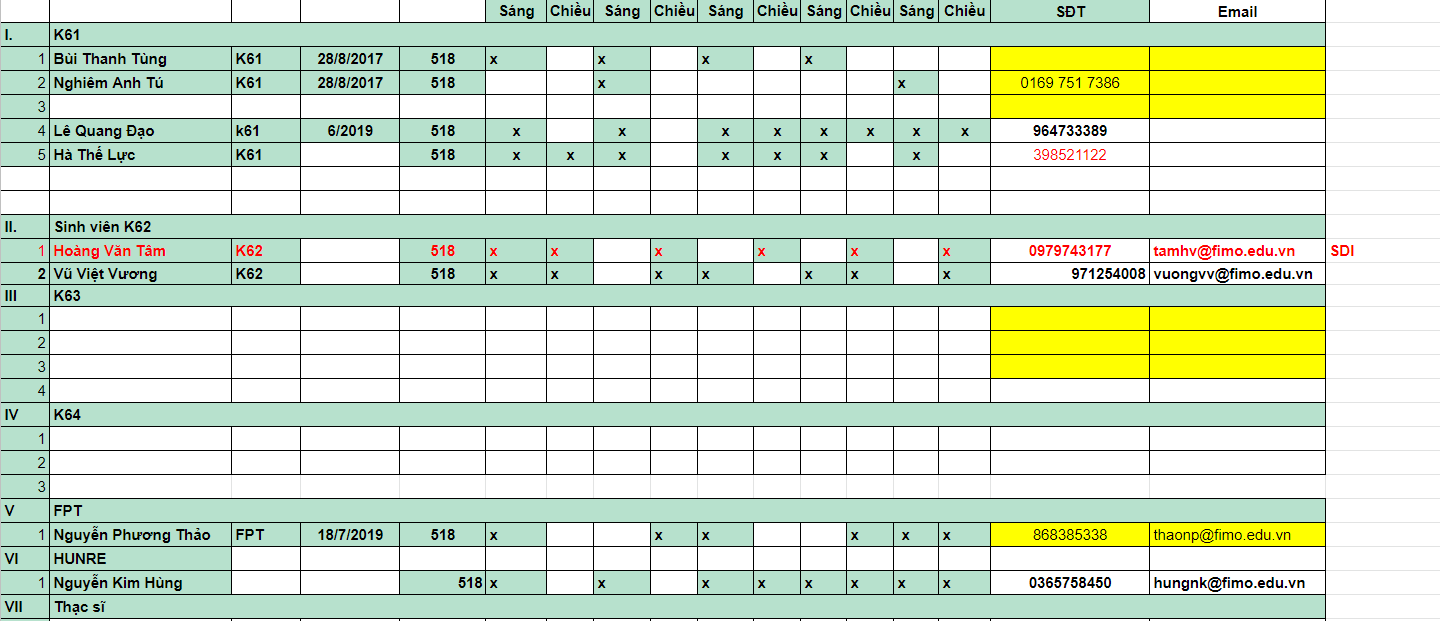 Sáng Chiều Sáng Chiều Sáng Chiều Sáng Chiều Sáng Chiều SĐT Email
I. K61
1 Bùi Thanh Tùng K61 28/8/2017 518 x x x x
2 Nghiêm Anh Tú K61 28/8/2017 518 x x 0169 751 7386
3
4 Lê Quang Đạo k61 6/2019 518 x x x x x x x x 964733389
5 Hà Thế Lực K61 518 x x x x x x x 398521122
II. Sinh viên K62
1 Hoàng Văn Tâm K62 518 x x x x x x 0979743177 tamhv@fimo.edu.vn SDI
2 Vũ Việt Vương K62 518 x x x x x x x 971254008 vuongvv@fimo.edu.vn
III K63
1
2
3
4
IV K64
1
2
3
V FPT
1 Nguyễn Phương Thảo FPT 18/7/2019 518 x x x x x x 868385338 thaonp@fimo.edu.vn
VI HUNRE
1 Nguyễn Kim Hùng 518 x x x x x x x x 0365758450 hungnk@fimo.edu.vn
VII Thạc sĩ